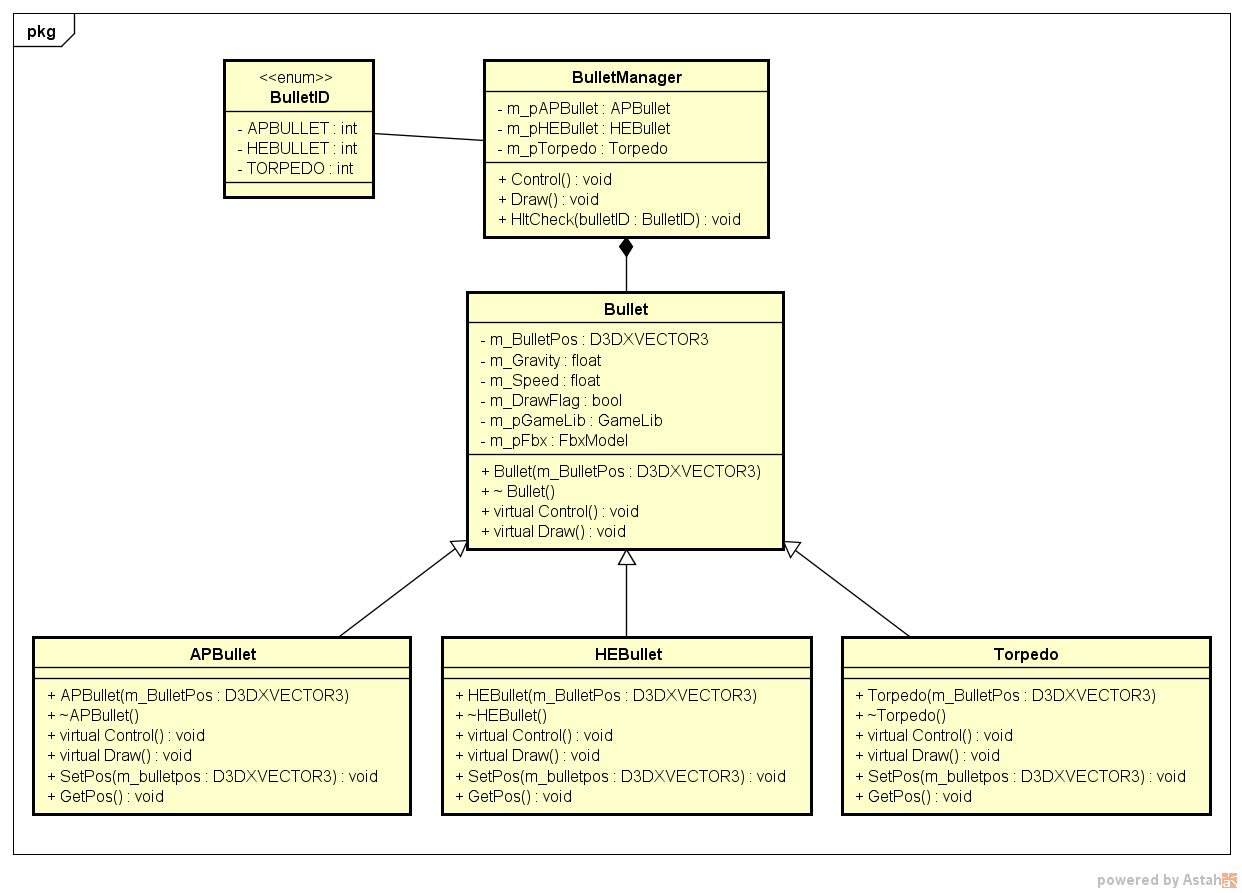 pkg
<<enum>>
BulletID
- APBULLET : int
- HEBULLET : int
- TORPEDO : int
BulletManager
- m_pAPBullet : APBullet
- m_pHEBullet : HEBullet
- m_pTorpedo : Torpedo
+ Control() : void
+ Draw() : void
+ HItCheck(bulletID : BulletID) : void
Bullet
- m_BulletPos : D3DXVECTOR3
- m_Gravity : float
- m_Speed : float
- m_DrawFlag : bool
- m_pGameLib : GameLib
- m_pFbx : FbxModel
+ Bullet(m_BulletPos : D3DXVECTOR3)
+ ~ Bullet()
+ virtual Control() : void
+ virtual Draw() : void
APBullet
+ APBullet(m_BulletPos : D3DXVECTOR3)
+ ~APBullet()
+ virtual Control() : void
+ virtual Draw() : void
+ SetPos(m_bulletpos : D3DXVECTOR3) : void
+ GetPos() : void
HEBullet
+ HEBullet(m_BulletPos : D3DXVECTOR3)
+ ~HEBullet()
+ virtual Control() : void
+ virtual Draw() : void
+ SetPos(m_bulletpos : D3DXVECTOR3) : void
+ GetPos() : void
Torpedo
+ Torpedo(m_BulletPos : D3DXVECTOR3)
+ ~Torpedo()
+ virtual Control() : void
+ virtual Draw() : void
+ SetPos(m_bulletpos : D3DXVECTOR3) : void
+ GetPos() : void
powered by Astah